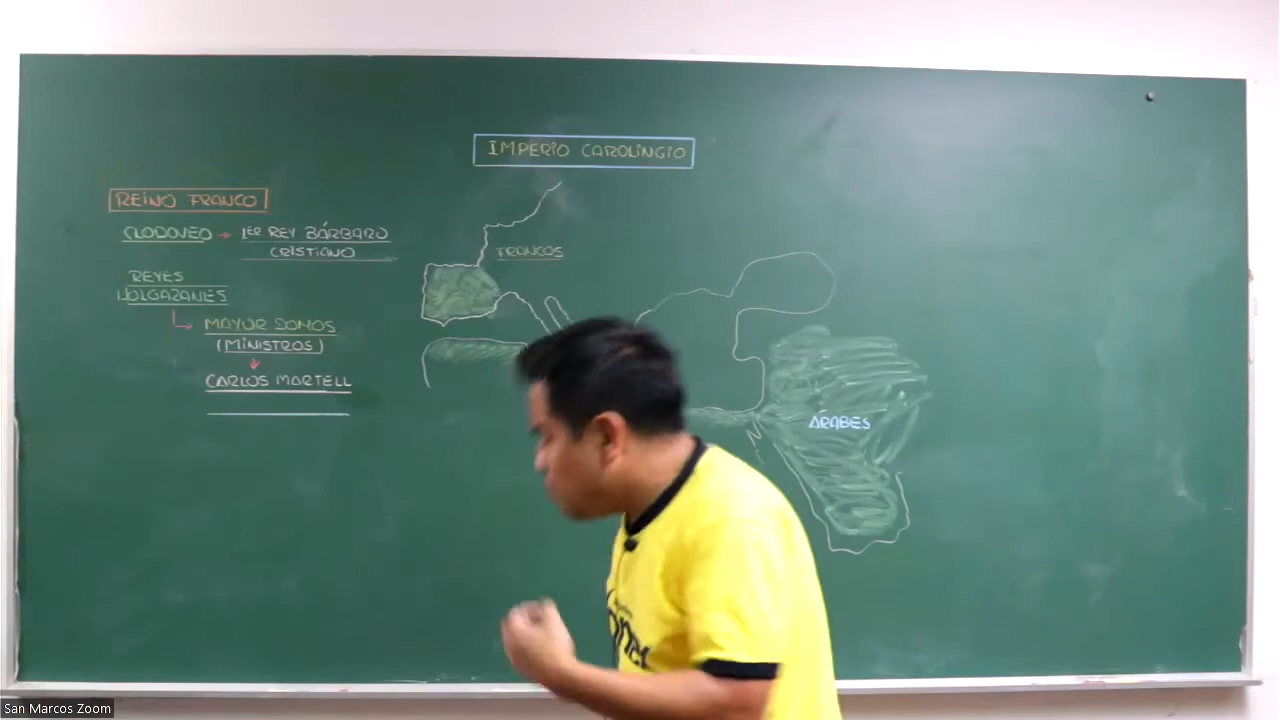 IMPERIO CAROLINGIO
REINO FRANCO
CLODOVEO → 1ER REY BÁRBARO
CRISTIANO
FRANCOS
REYES
HOLGAZANES
MAYOR DOMOS
(MINISTROS)
CARLOS MARTELL
ÁRABES
San Marcos Zoom